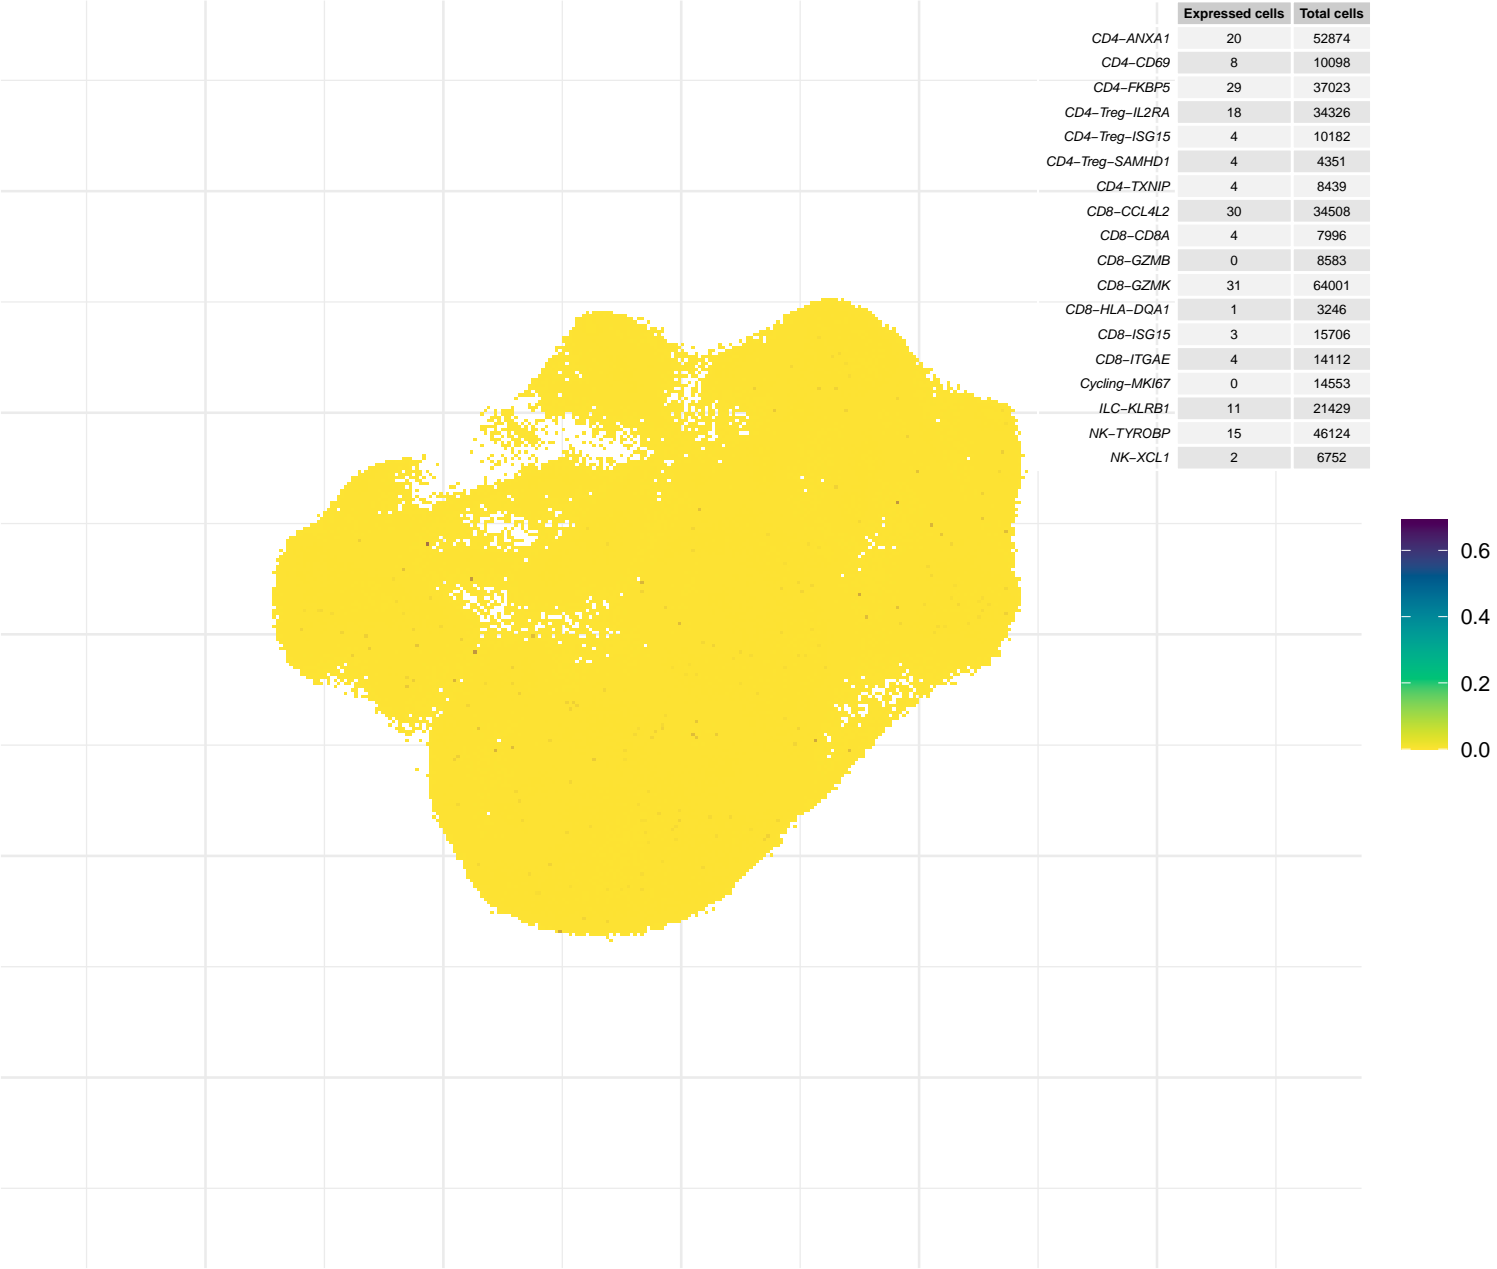 Expressed cells Total cells
CD4−ANXA1 20 52874
CD4−CD69 8 10098
CD4−FKBP5 29 37023
CD4−Treg−IL2RA 18 34326
CD4−Treg−ISG15 4 10182
CD4−Treg−SAMHD1 4 4351
CD4−TXNIP 4 8439
CD8−CCL4L2 30 34508
CD8−CD8A 4 7996
CD8−GZMB 0 8583
CD8−GZMK 31 64001
CD8−HLA−DQA1 1 3246
CD8−ISG15 3 15706
CD8−ITGAE 4 14112
Cycling−MKI67 0 14553
ILC−KLRB1 11 21429
NK−TYROBP 15 46124
NK−XCL1 2 6752
0.6
0.4
0.2
0.0